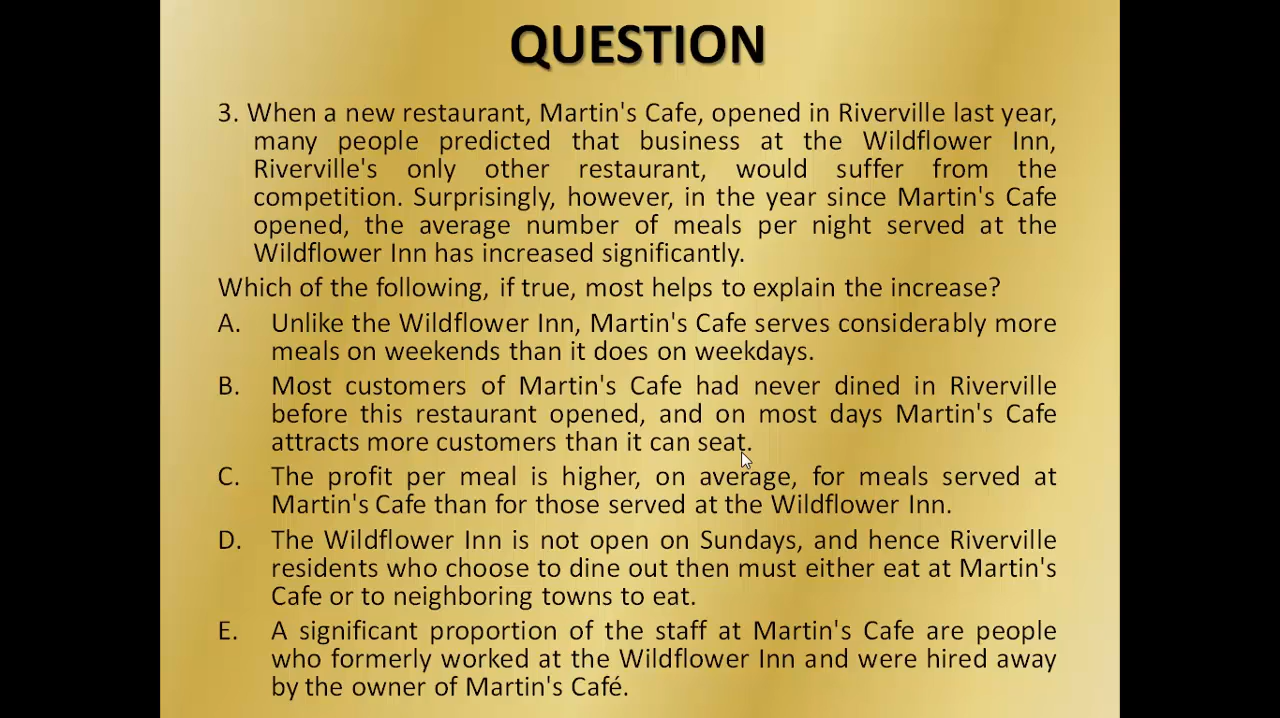 QUESTION
3. When a new restaurant, Martin's Cafe, opened in Riverville last year,
many people predicted that business at the Wildflower Inn,
Riverville's only other restaurant, would suffer from the
competition. Surprisingly, however, in the year since Martin's Cafe
opened, the average number of meals per night served at the
Wildflower Inn has increased significantly.
Which of the following, if true, most helps to explain the increase?
A. Unlike the Wildflower Inn, Martin's Cafe serves considerably more
meals on weekends than it does on weekdays.
B. Most customers of Martin's Cafe had never dined in Riverville
before this restaurant opened, and on most days Martin's Cafe
attracts more customers than it can seat.
C. The profit per meal is higher, on average, for meals served at
Martin's Cafe than for those served at the Wildflower Inn.
D. The Wildflower Inn is not open on Sundays, and hence Riverville
residents who choose to dine out then must either eat at Martin's
Cafe or to neighboring towns to eat.
E. A significant proportion of the staff at Martin's Cafe are people
who formerly worked at the Wildflower Inn and were hired away
by the owner of Martin's Café.